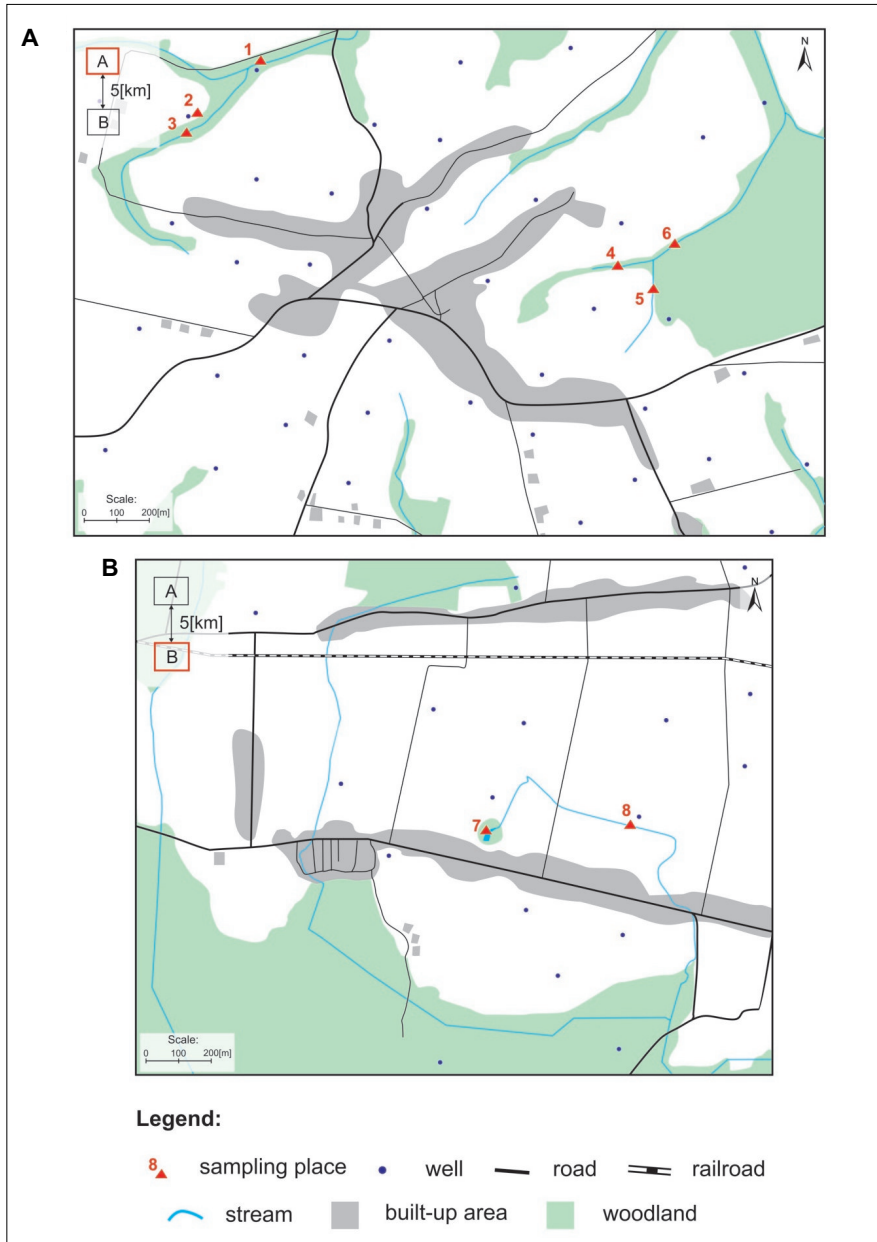 A
A
5[km]
B
N
1
2
3
4
5
6
Scale:
0 100 200[m]
B
A
5[km]
B
N
7
8
Scale:
0 100 200[m]
Legend:
8 sampling place well road railroad
stream built-up area woodland